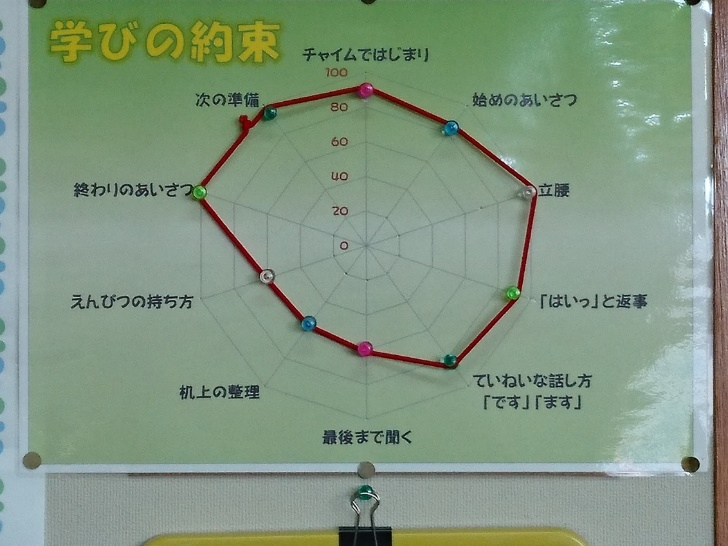 学びの約束
チャイムではじまり
100
80
60
40
20
0
次の準備
始めのあいさつ
終わりのあいさつ
立腰
えんぴつの持ち方
「はいっ」と返事
机上の整理
ていねいな話し方
「です」「ます」
最後まで聞く